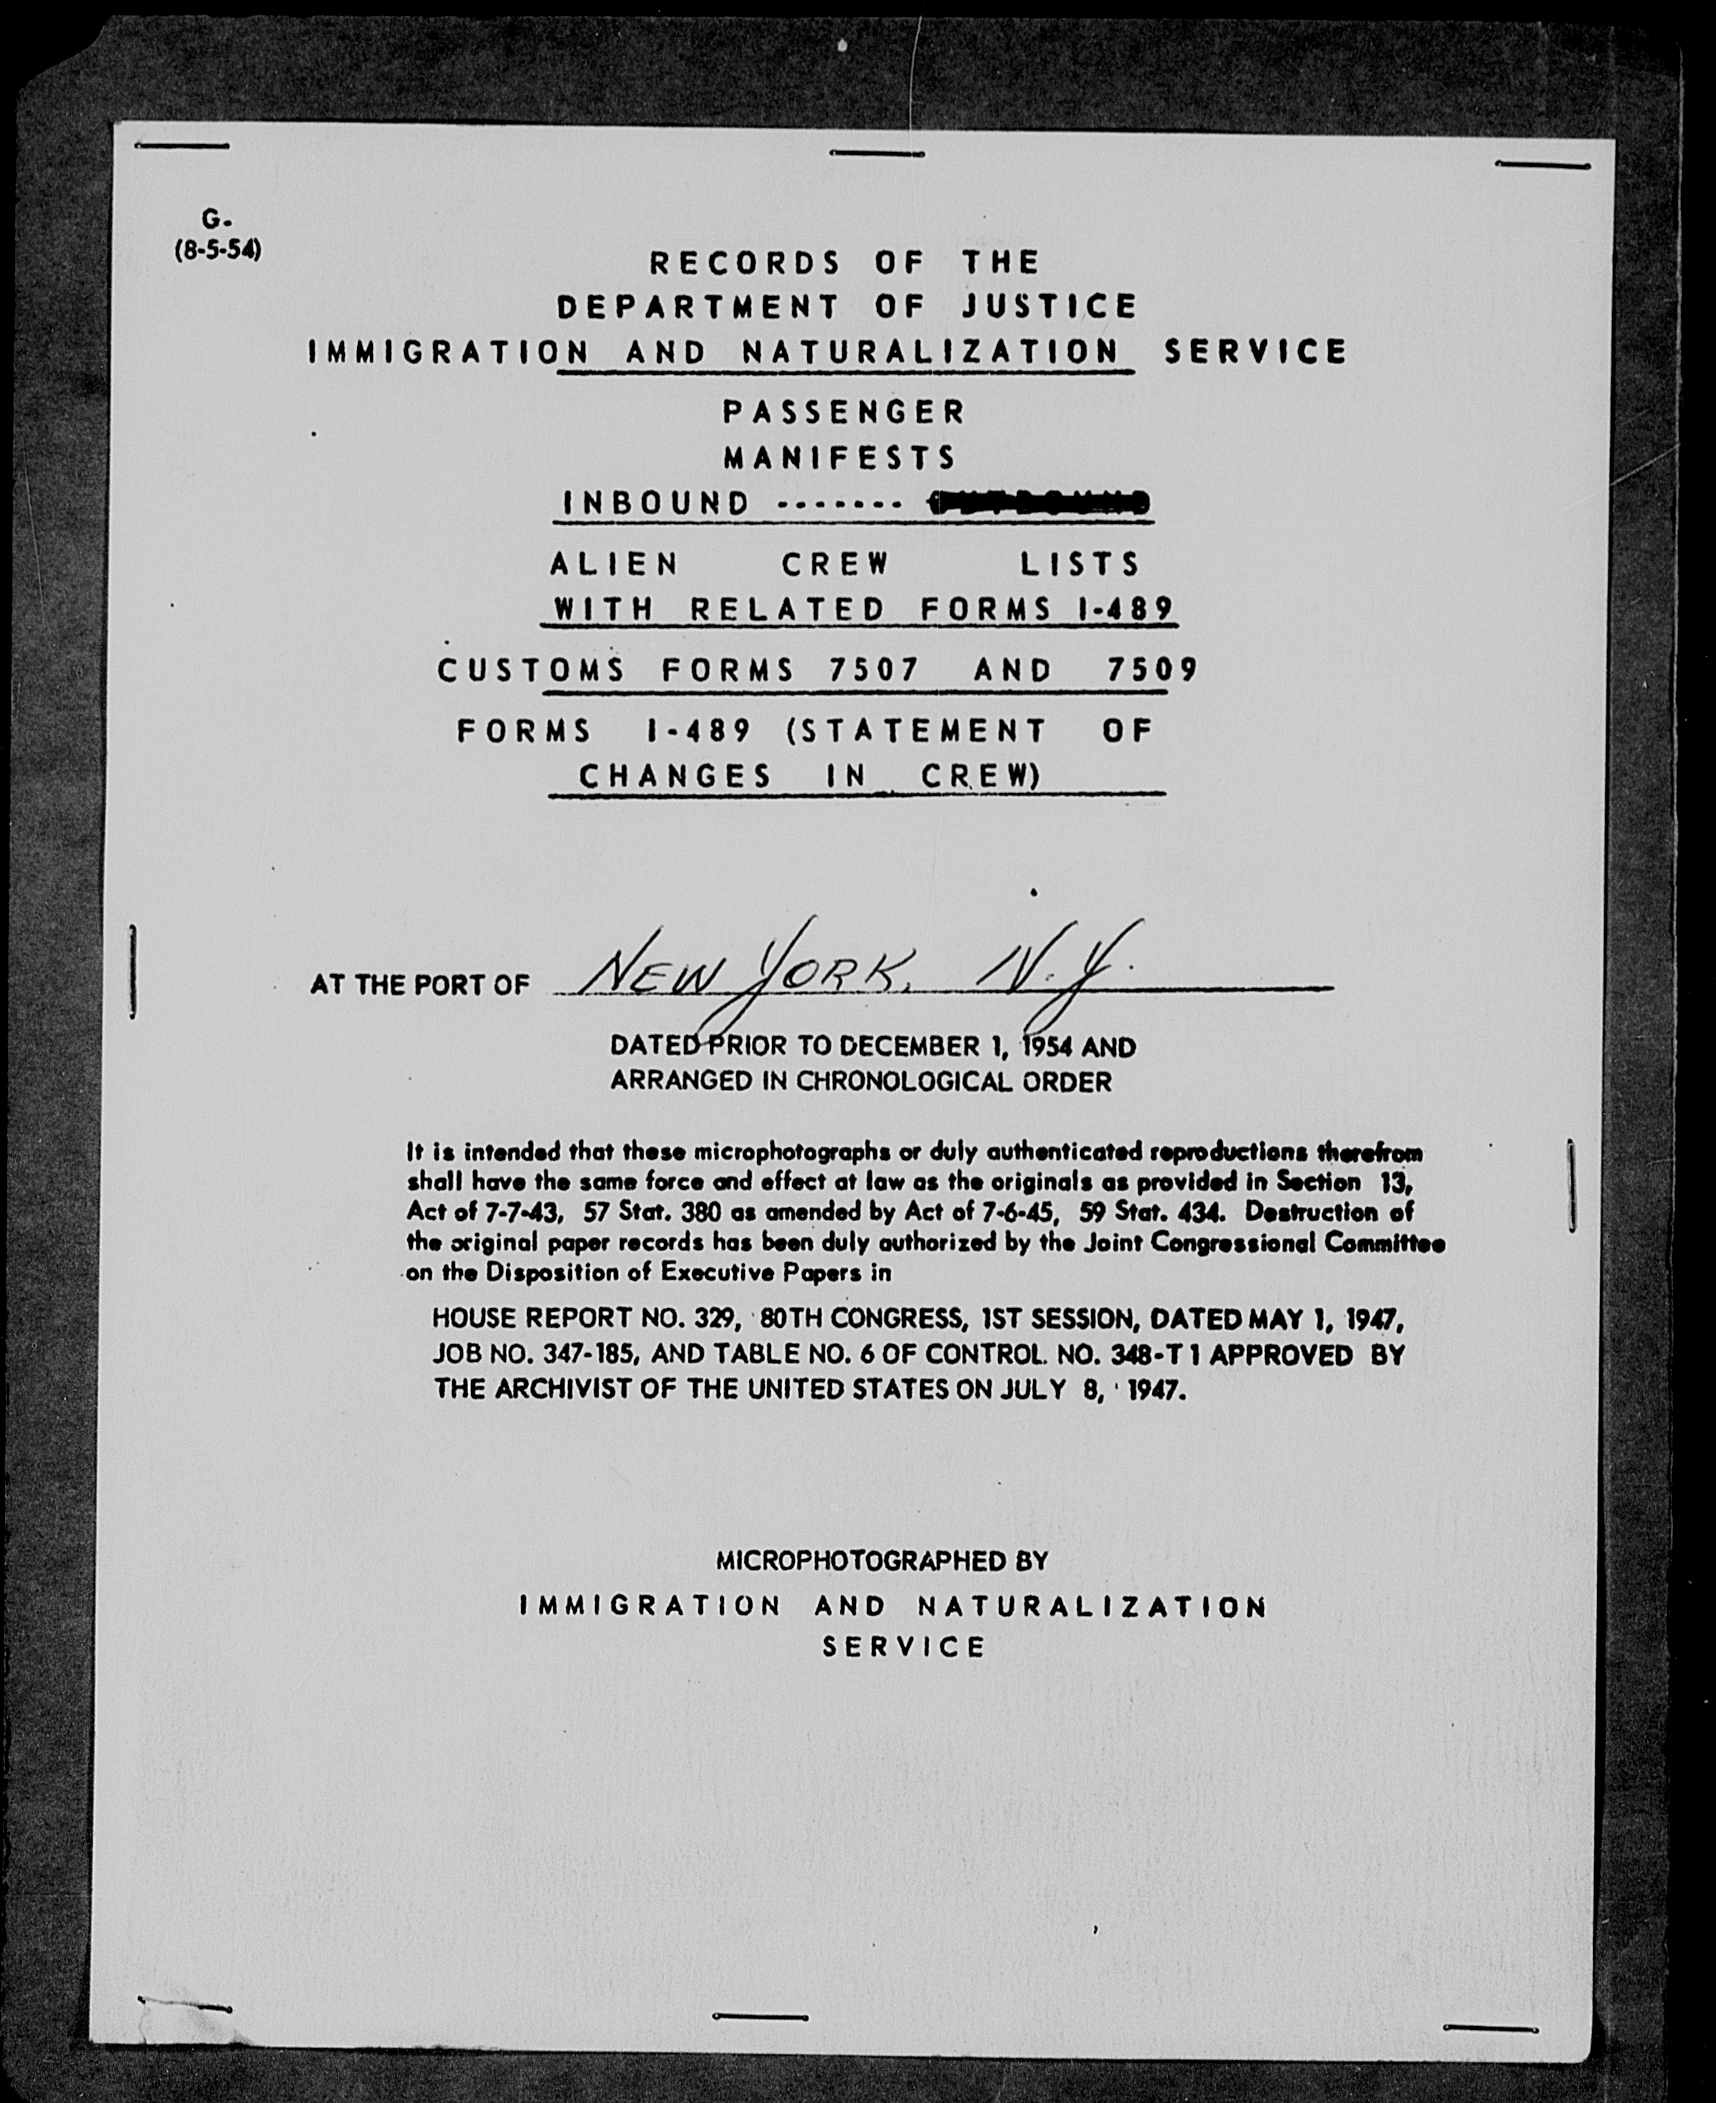 G.
(8-5-54)
RECORDS OF THE
DEPARTMENT OF JUSTICE
IMMIGRATION AND NATURALIZATION SERVICE
PASSENGER
MANIFESTS
INBOUND -------
ALIEN CREW LISTS
WITH RELATED FORMS I-489
CUSTOMS FORMS 7507 AND 7509
FORMS I-489 (STATEMENT OF
CHANGES IN CREW)
AT THE PORT OF NEW YORK, N.Y.
DATED PRIOR TO DECEMBER 1, 1954 AND
ARRANGED IN CHRONOLOGICAL ORDER
It is intended that these microphotographs or duly authenticated reproductions therefrom
shall have the same force and effect at law as the originals as provided in Section 13,
Act of 7-7-43, 57 Stat. 380 as amended by Act of 7-6-45, 59 Stat. 434. Destruction of
the original paper records has been duly authorized by the Joint Congressional Committee
on the Disposition of Executive Papers in
HOUSE REPORT NO. 329, 80TH CONGRESS, 1ST SESSION, DATED MAY 1, 1947,
JOB NO. 347-185, AND TABLE NO. 6 OF CONTROL NO. 348-T1 APPROVED BY
THE ARCHIVIST OF THE UNITED STATES ON JULY 8, 1947.
MICROPHOTOGRAPHED BY
IMMIGRATION AND NATURALIZATION
SERVICE